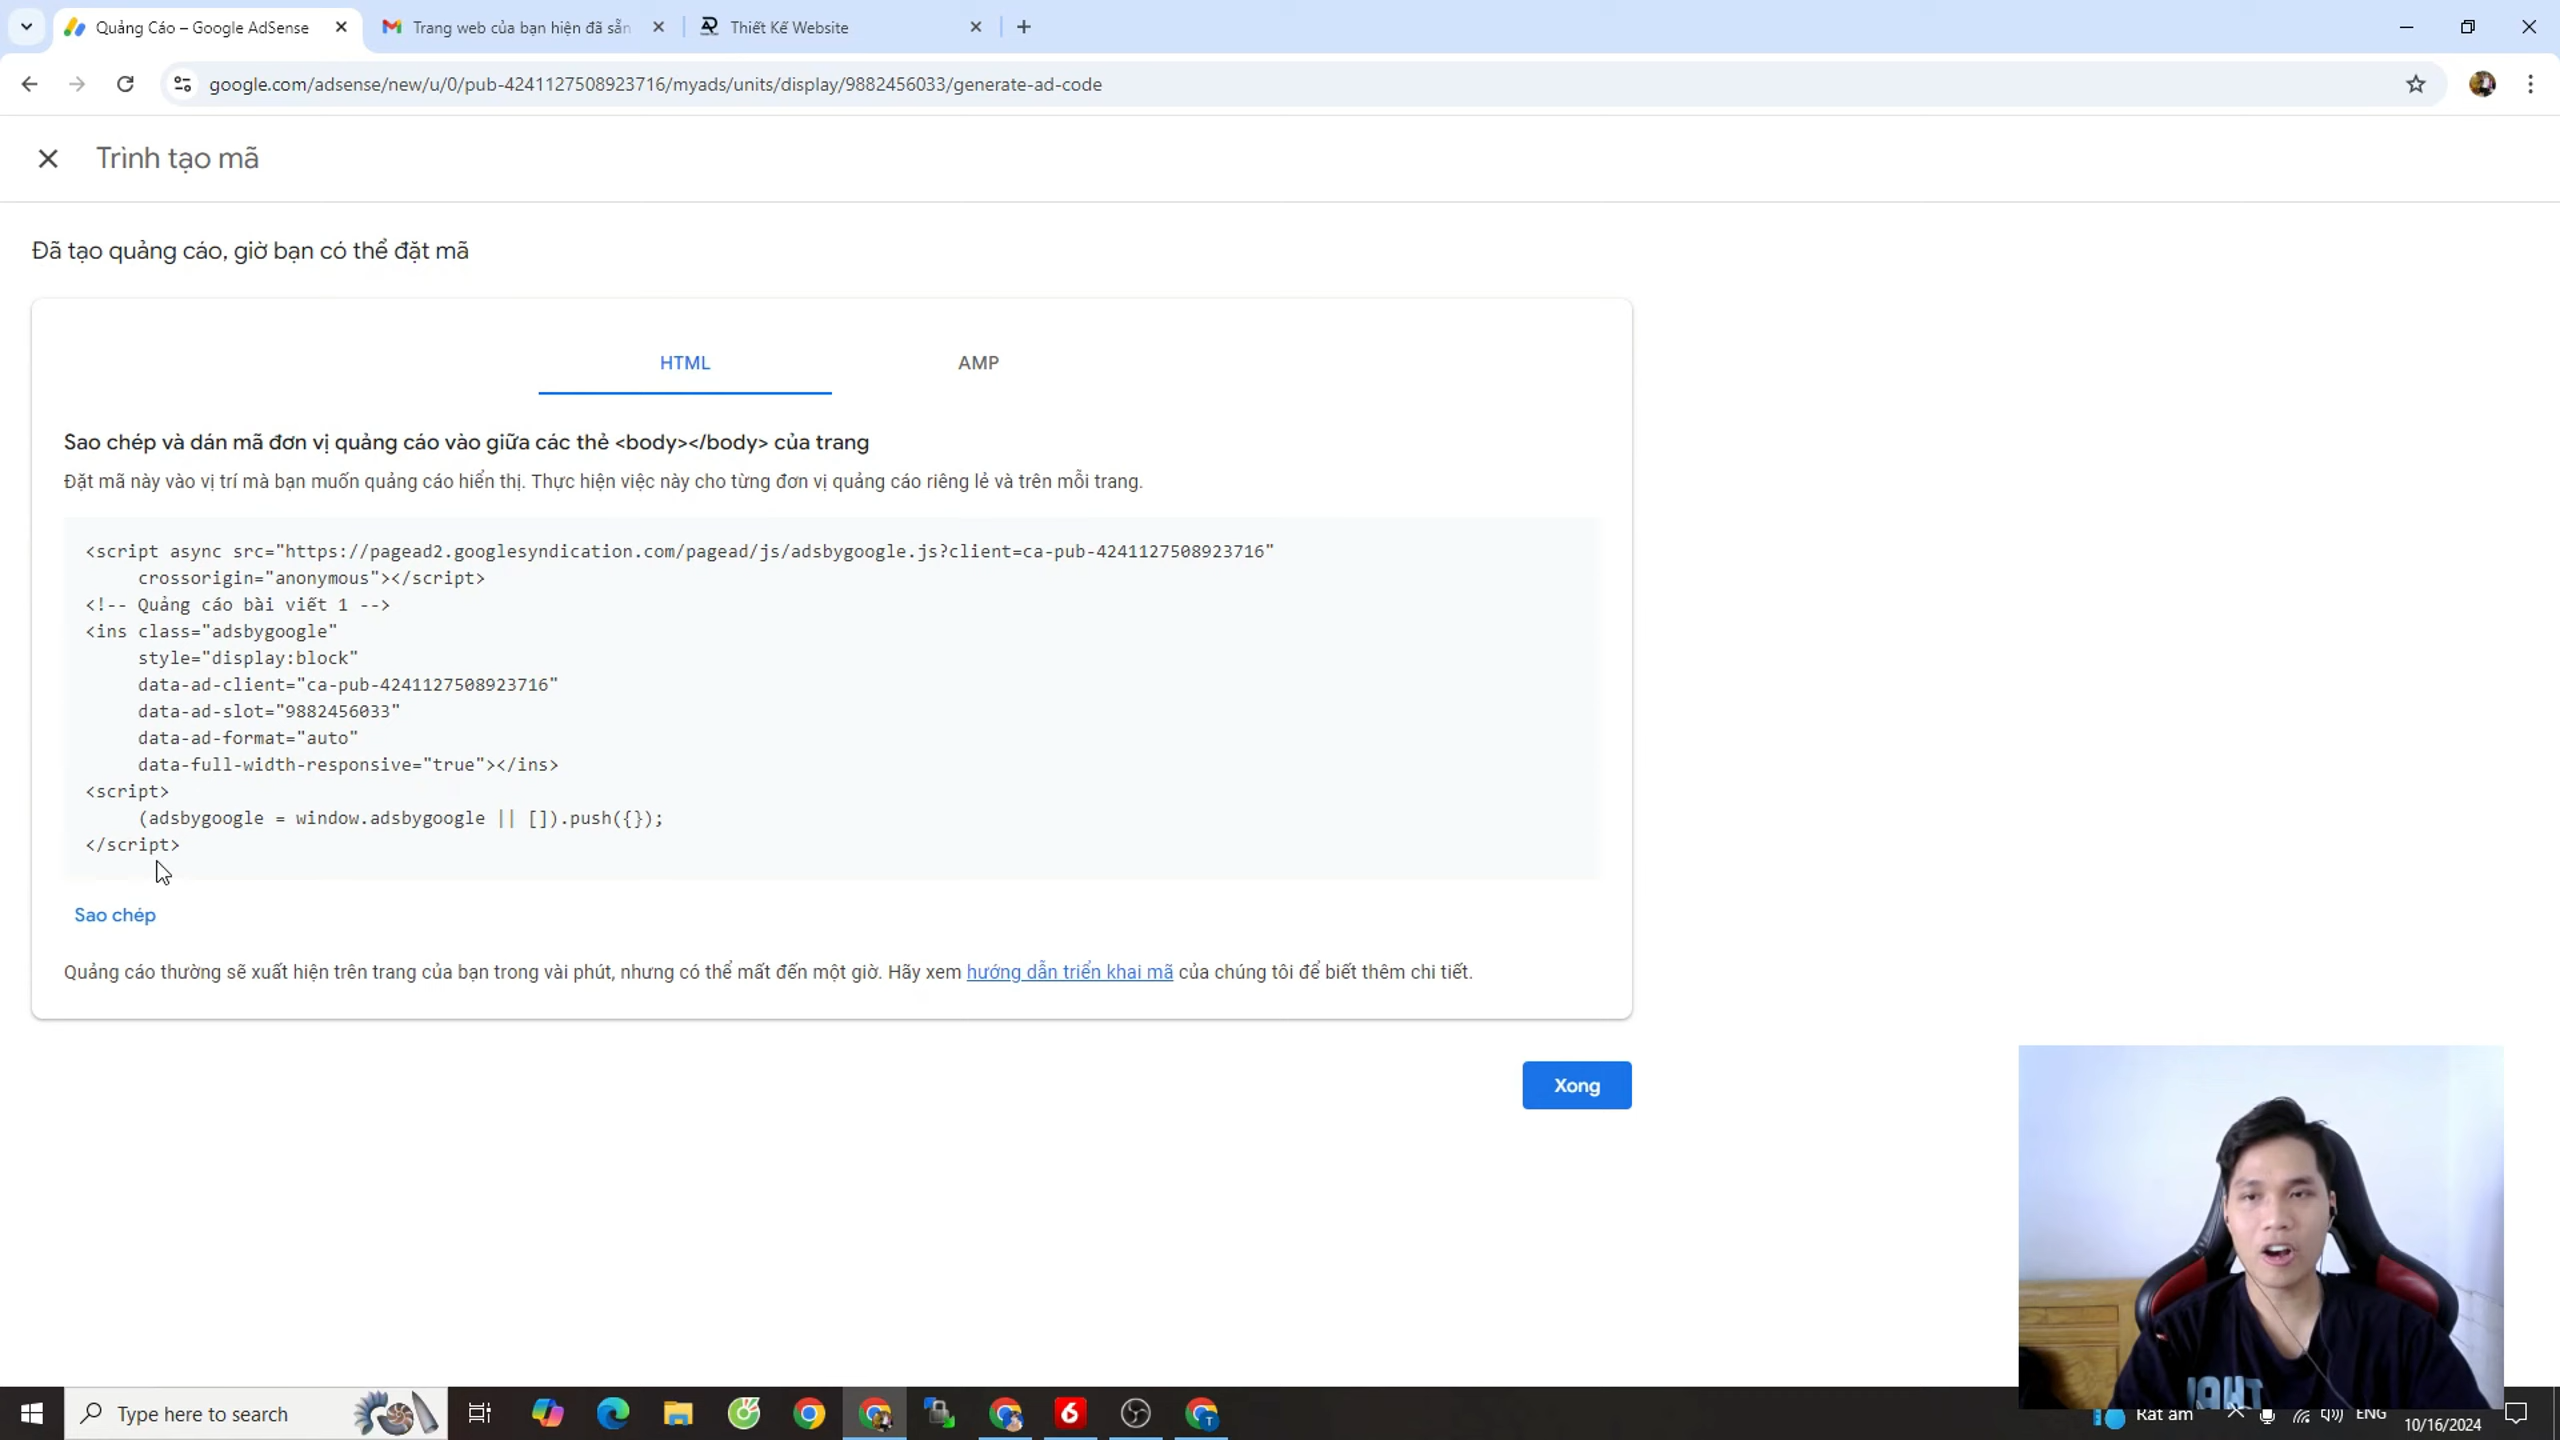 Quảng Cáo – Google AdSense
Trang web của bạn hiện đã sẵn
Thiết Kế Website
google.com/adsense/new/u/0/pub-4241127508923716/myads/units/display/9882456033/generate-ad-code
Trình tạo mã
Đã tạo quảng cáo, giờ bạn có thể đặt mã
HTML
AMP
Sao chép và dán mã đơn vị quảng cáo vào giữa các thẻ <body></body> của trang
Đặt mã này vào vị trí mà bạn muốn quảng cáo hiển thị. Thực hiện việc này cho từng đơn vị quảng cáo riêng lẻ và trên mỗi trang.
<script async src="https://pagead2.googlesyndication.com/pagead/js/adsbygoogle.js?client=ca-pub-4241127508923716"
crossorigin="anonymous"></script>
<!-- Quảng cáo bài viết 1 -->
<ins class="adsbygoogle"
style="display:block"
data-ad-client="ca-pub-4241127508923716"
data-ad-slot="9882456033"
data-ad-format="auto"
data-full-width-responsive="true"></ins>
<script>
(adsbygoogle = window.adsbygoogle || []).push({});
</script>
Sao chép
Quảng cáo thường sẽ xuất hiện trên trang của bạn trong vài phút, nhưng có thể mất đến một giờ. Hãy xem hướng dẫn triển khai mã của chúng tôi để biết thêm chi tiết.
Xong
Type here to search
ENG
10/16/2024